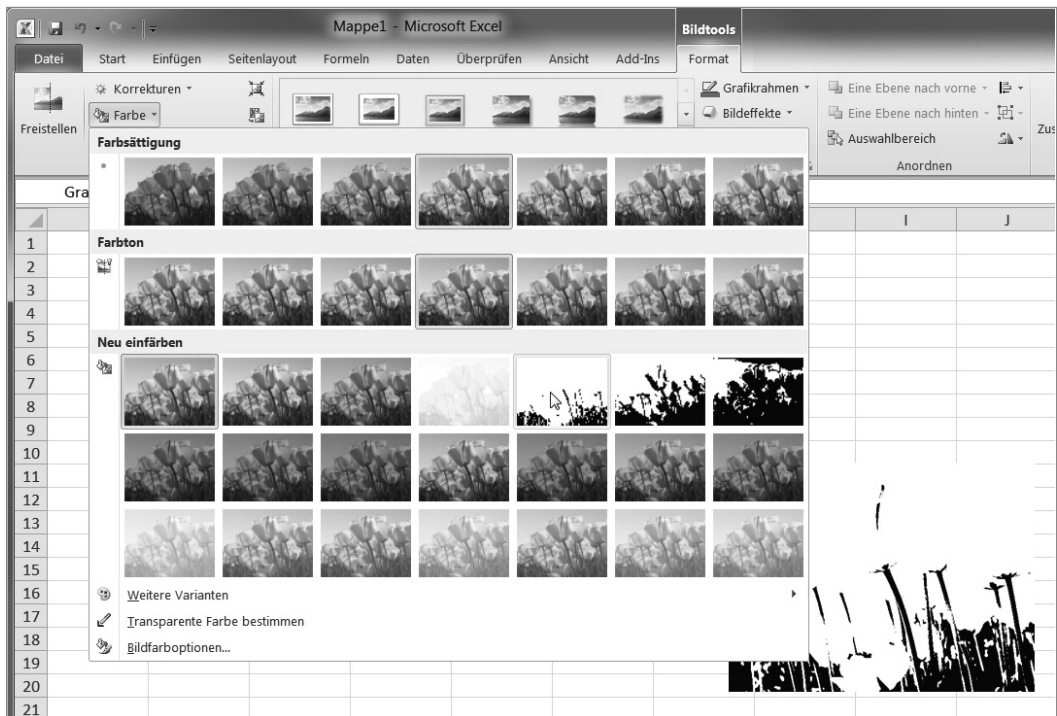 Mappe1 - Microsoft Excel
Bildtools
Datei Start Einfügen Seitenlayout Formeln Daten Überprüfen Ansicht Add-Ins Format
Freistellen
Korrekturen
Farbe
Grafikrahmen
Bildeffekte
Eine Ebene nach vorne
Eine Ebene nach hinten
Auswahlbereich
Anordnen
Zus
Gra
Farbsättigung
Farbton
Neu einfärben
Weitere Varianten
Transparente Farbe bestimmen
Bildfarboptionen...
I J
1
2
3
4
5
6
7
8
9
10
11
12
13
14
15
16
17
18
19
20
21